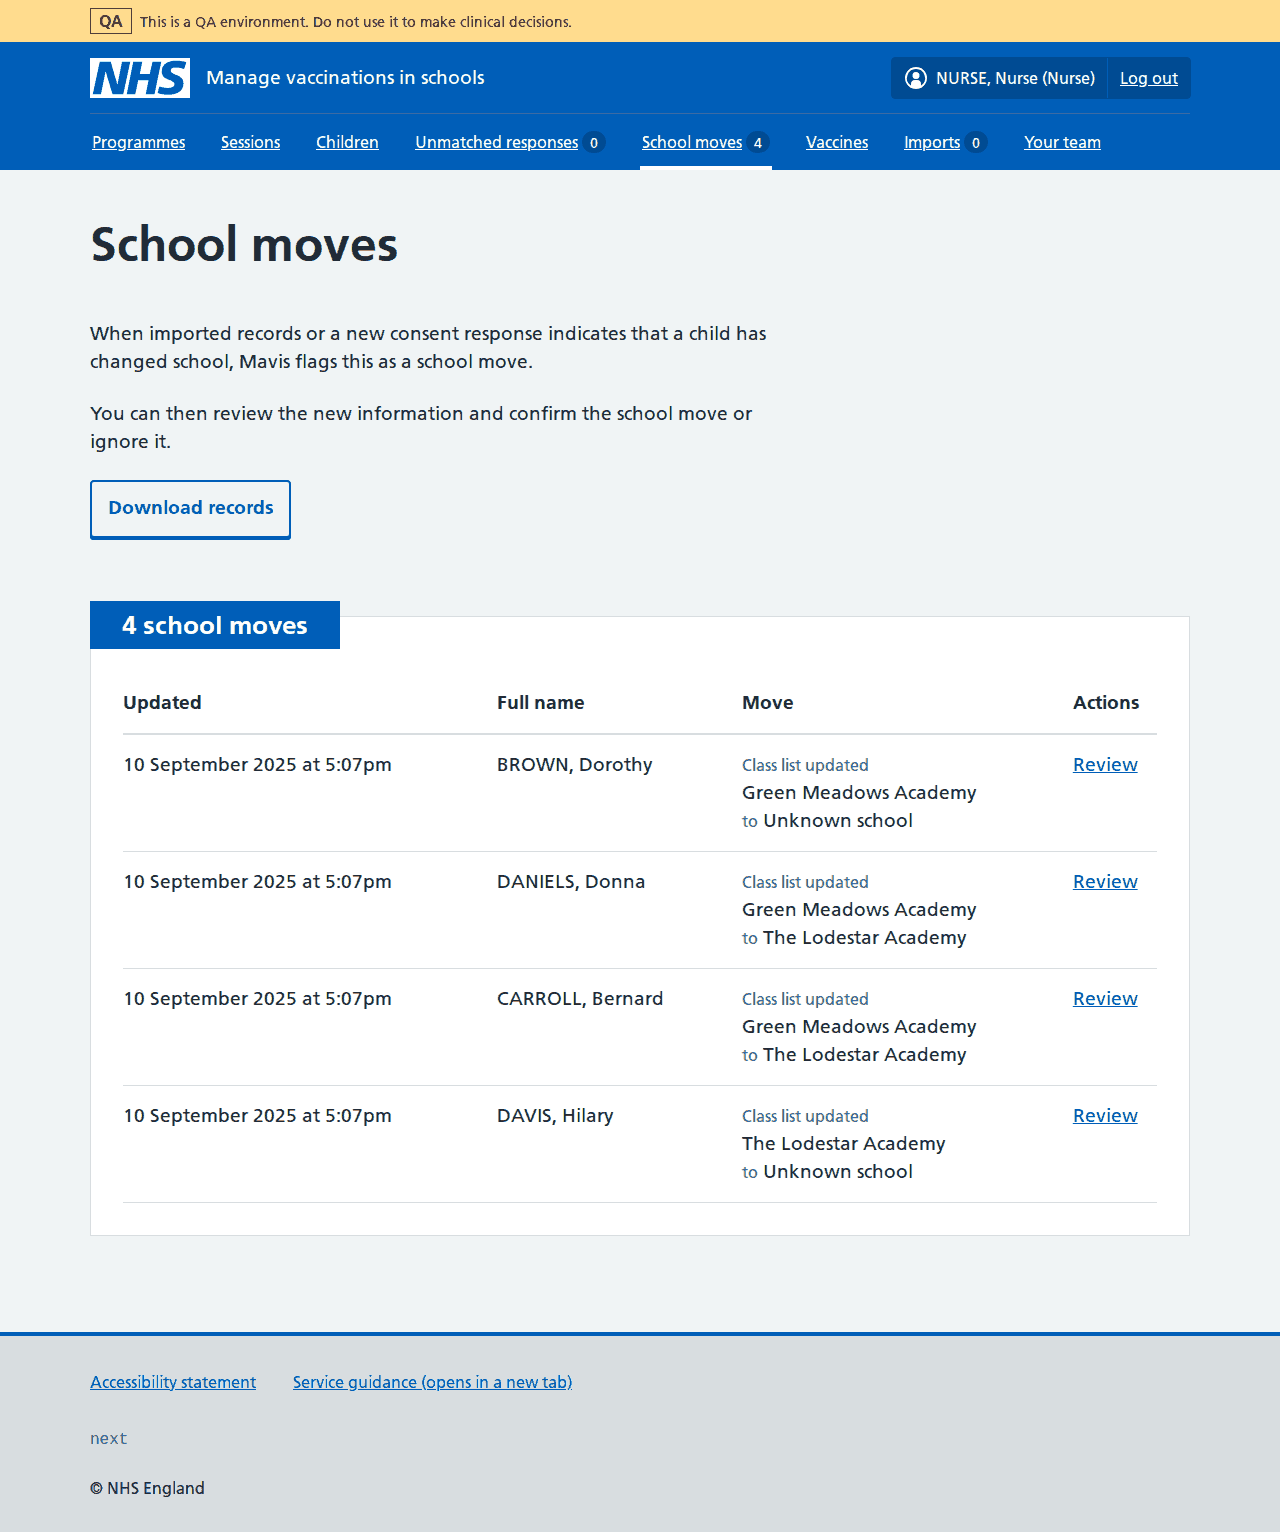 QA This is a QA environment. Do not use it to make clinical decisions.
NHS Manage vaccinations in schools NURSE, Nurse (Nurse) Log out
Programmes Sessions Children Unmatched responses 0 School moves 4 Vaccines Imports 0 Your team
School moves
When imported records or a new consent response indicates that a child has
changed school, Mavis flags this as a school move.
You can then review the new information and confirm the school move or
ignore it.
Download records
4 school moves
Updated Full name Move Actions
10 September 2025 at 5:07pm BROWN, Dorothy Class list updated Review
Green Meadows Academy
to Unknown school
10 September 2025 at 5:07pm DANIELS, Donna Class list updated Review
Green Meadows Academy
to The Lodestar Academy
10 September 2025 at 5:07pm CARROLL, Bernard Class list updated Review
Green Meadows Academy
to The Lodestar Academy
10 September 2025 at 5:07pm DAVIS, Hilary Class list updated Review
The Lodestar Academy
to Unknown school
Accessibility statement Service guidance (opens in a new tab)
next
© NHS England